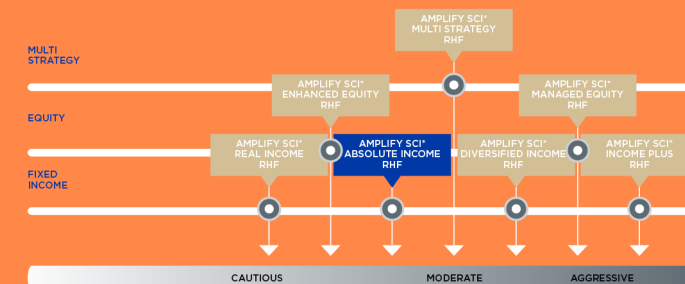 AMPLIFY SCI*
MULTI STRATEGY
RHF
MULTI
STRATEGY
AMPLIFY SCI*
ENHANCED EQUITY
RHF
AMPLIFY SCI*
MANAGED EQUITY
RHF
EQUITY
AMPLIFY SCI*
REAL INCOME
RHF
AMPLIFY SCI*
ABSOLUTE INCOME
RHF
AMPLIFY SCI*
DIVERSIFIED INCOME
RHF
AMPLIFY SCI*
INCOME PLUS
RHF
FIXED
INCOME
CAUTIOUS
MODERATE
AGGRESSIVE